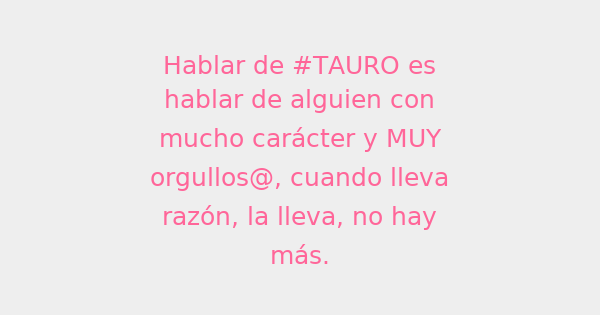 Hablar de #TAURO es
hablar de alguien con
mucho carácter y MUY
orgullos@, cuando lleva
razón, la lleva, no hay
más.